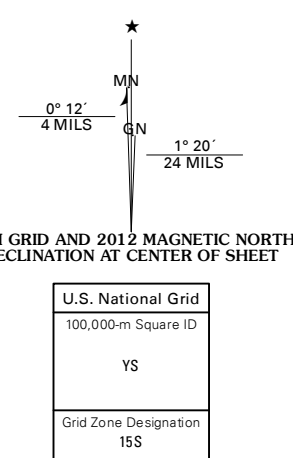 ★
MN
0° 12´
4 MILS
GN
1° 20´
24 MILS
GRID AND 2012 MAGNETIC NORTH
AT CENTER OF SHEET
U.S. National Grid
100,000-m Square ID
YS
Grid Zone Designation
15S